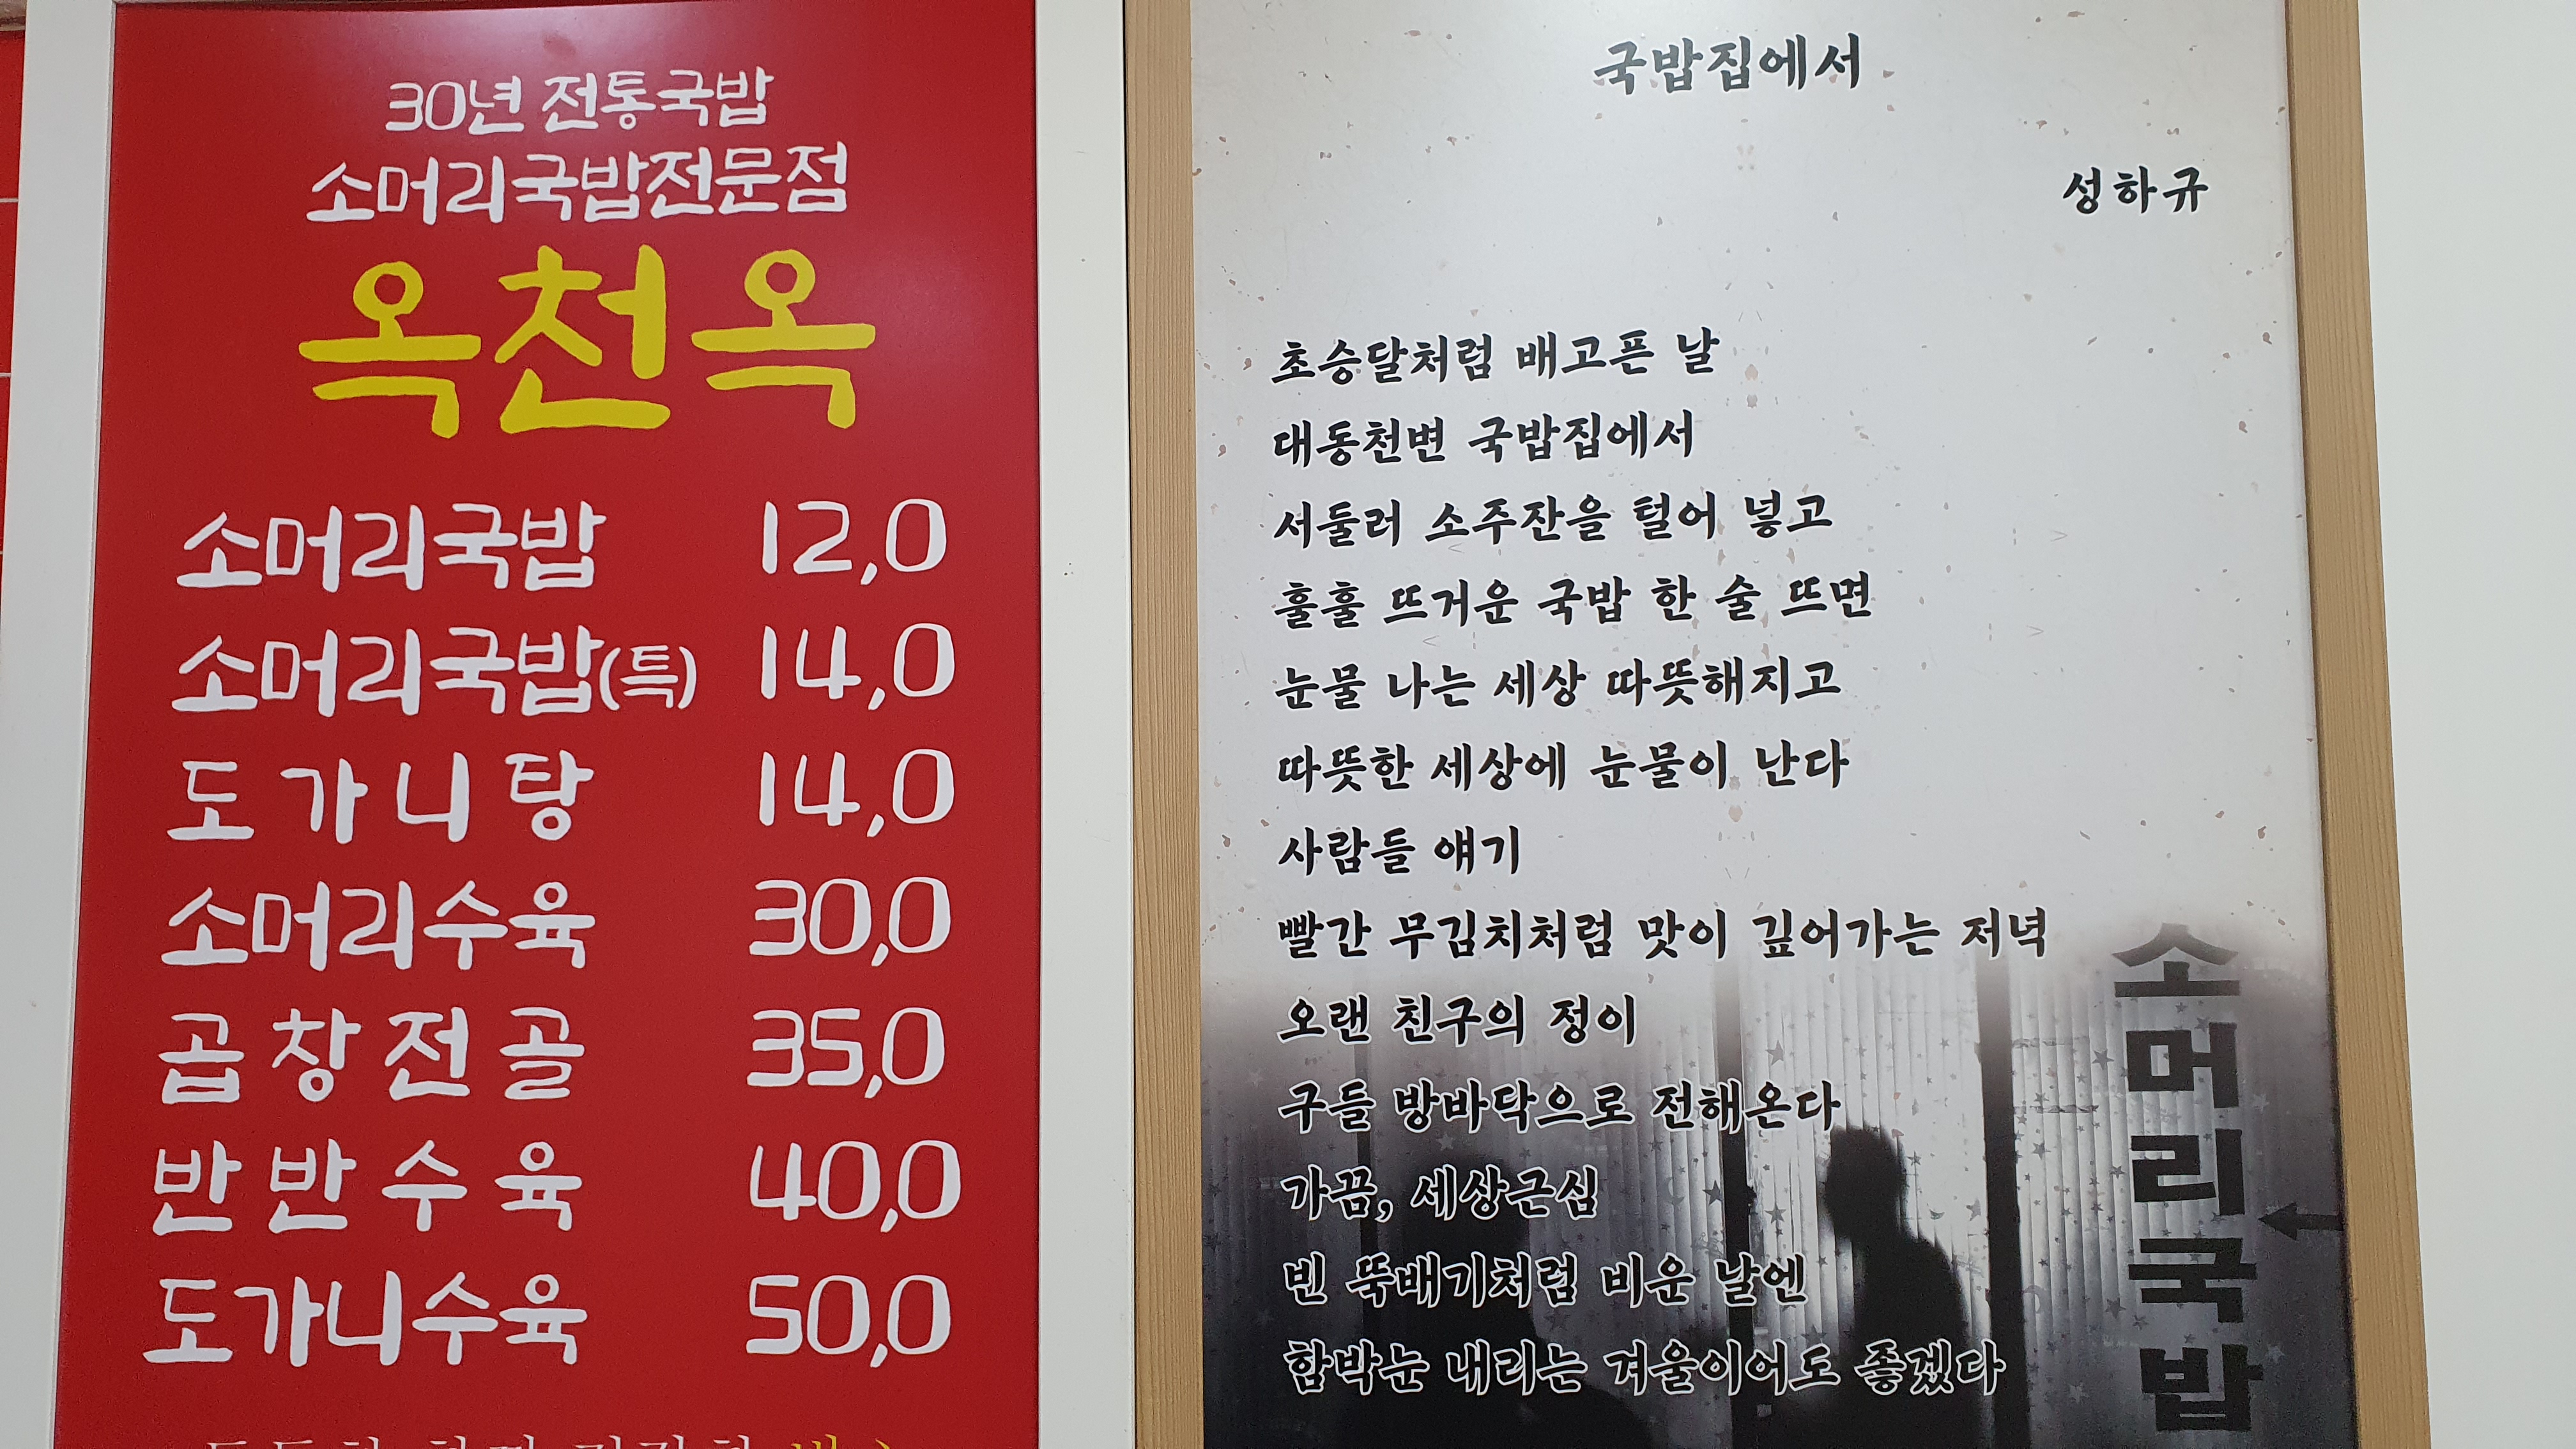 30년 전통국밥
소머리국밥전문점
옥천옥
소머리국밥 12,0
소머리국밥(특) 14,0
도가니탕 14,0
소머리수육 30,0
곱창전골 35,0
반반수육 40,0
도가니수육 50,0
국밥집에서
성하규
초승달처럼 배고픈 날
대동천변 국밥집에서
서둘러 소주잔을 털어 넣고
훌훌 뜨거운 국밥 한 술 뜨면
눈물 나는 세상 따뜻해지고
따뜻한 세상에 눈물이 난다
사람들 얘기
빨간 무김치처럼 맛이 깊어가는 저녁
오랜 친구의 정이
구들 방바닥으로 전해온다
가끔, 세상근심
빈 뚝배기처럼 비운 날엔
함박눈 내리는 겨울이어도 좋겠다
소머리국밥